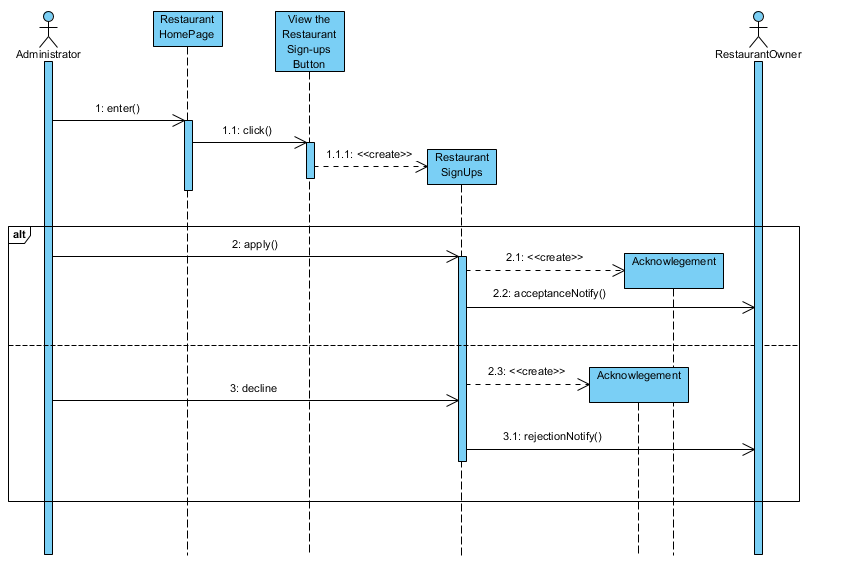 Administrator
Restaurant
HomePage
View the
Restaurant
Sign-ups
Button
RestaurantOwner
1: enter()
1.1: click()
1.1.1: <<create>>
Restaurant
SignUps
alt
2: apply()
2.1: <<create>>
Acknowlegement
2.2: acceptanceNotify()
2.3: <<create>>
Acknowlegement
3: decline
3.1: rejectionNotify()